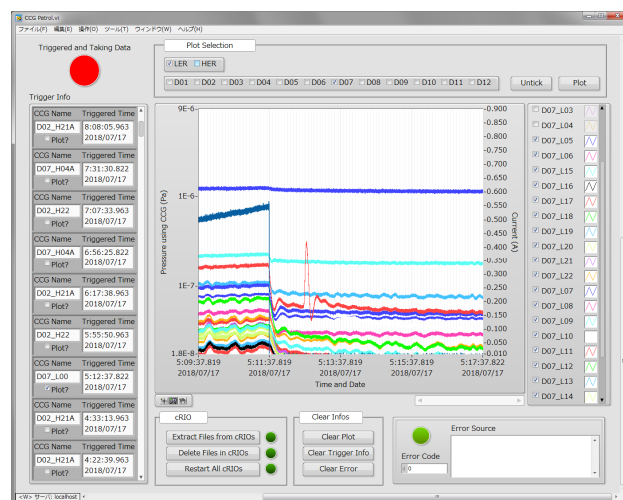 CCG Petrol.vi
ファイル(F) 編集(E) 操作(O) ツール(T) ウィンドウ(W) ヘルプ(H)
Triggered and Taking Data
Plot Selection
LER HER
D01 D02 D03 D04 D05 D06 D07 D08 D09 D10 D11 D12
Untick Plot
Trigger Info
CCG Name Triggered Time
D02_H21A 8:08:05.963
Plot? 2018/07/17
CCG Name Triggered Time
D07_H04A 7:31:30.822
Plot? 2018/07/17
CCG Name Triggered Time
D02_H22 7:07:33.963
Plot? 2018/07/17
CCG Name Triggered Time
D07_H04A 6:56:25.822
Plot? 2018/07/17
CCG Name Triggered Time
D02_H21A 6:17:38.963
Plot? 2018/07/17
CCG Name Triggered Time
D02_H22 5:55:50.963
Plot? 2018/07/17
CCG Name Triggered Time
D07_L00 5:12:37.822
Plot? 2018/07/17
CCG Name Triggered Time
D02_H21A 4:33:13.963
Plot? 2018/07/17
CCG Name Triggered Time
D02_H21A 4:22:39.963
Plot? 2018/07/17
Pressure using CCG (Pa)
9E-6
1E-6
1E-7
1.8E-8
0.900
0.850
0.800
0.750
0.700
0.650
0.600
0.550
0.500
0.450
0.400
0.350
0.300
0.250
0.200
0.150
0.100
0.050
0.010
Current (A)
5:09:37.819 5:11:37.819 5:13:37.819 5:15:37.819 5:17:37.822
2018/07/17 2018/07/17 2018/07/17 2018/07/17 2018/07/17
Time and Date
D07_L03
D07_L04
D07_L05
D07_L06
D07_L15
D07_L16
D07_L17
D07_L18
D07_L19
D07_L20
D07_L21
D07_L22
D07_L07
D07_L08
D07_L09
D07_L10
D07_L11
D07_L12
D07_L13
D07_L14
cRIO
Extract Files from cRIOs
Delete Files in cRIOs
Restart All cRIOs
Clear Infos
Clear Plot
Clear Trigger Info
Clear Error
Error Source
Error Code
0
<W> サーバ: localhost